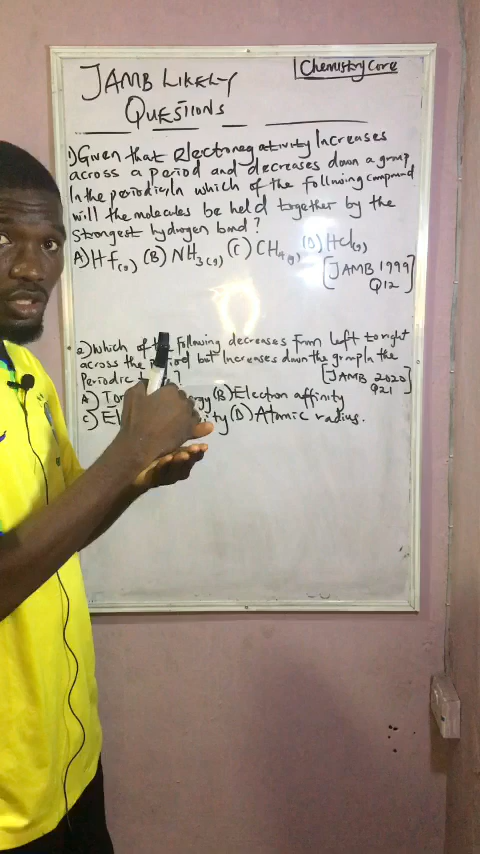 JAMB LIKELY
QUESTIONS
Chemistry Core
1) Given that Electronegativity Increases
across a period and decreases down a group
In the periodic, In which of the following compound
will the molecules be held together by the
strongest hydrogen bond?
A) Hf(g) (B) NH3(g) (C) CH4(g) (D) Hcl(g)
[JAMB 1999
Q12]
2) Which of the following decreases from left to right
across the period but Increases down the group In the
Periodic
[JAMB 2020
Q21]
A) (B) Electron affinity
C) (D) Atomic radius.